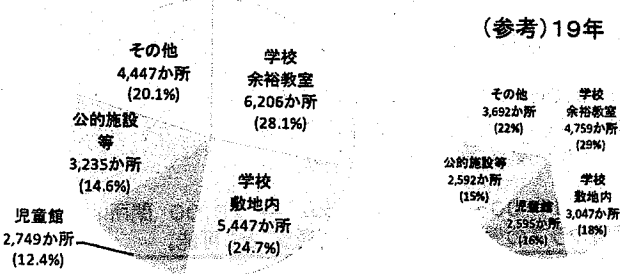 (参考)19年
その他
4,447か所
(20.1%)
学校
余裕教室
6,206か所
(28.1%)
公的施設
等
3,235か所
(14.6%)
学校
敷地内
5,447か所
(24.7%)
児童館
2,749か所
(12.4%)
その他
3,692か所
(22%)
学校
余裕教室
4,759か所
(29%)
公的施設等
2,592か所
(15%)
学校
敷地内
3,047か所
(18%)
児童館
2,595か所
(16%)